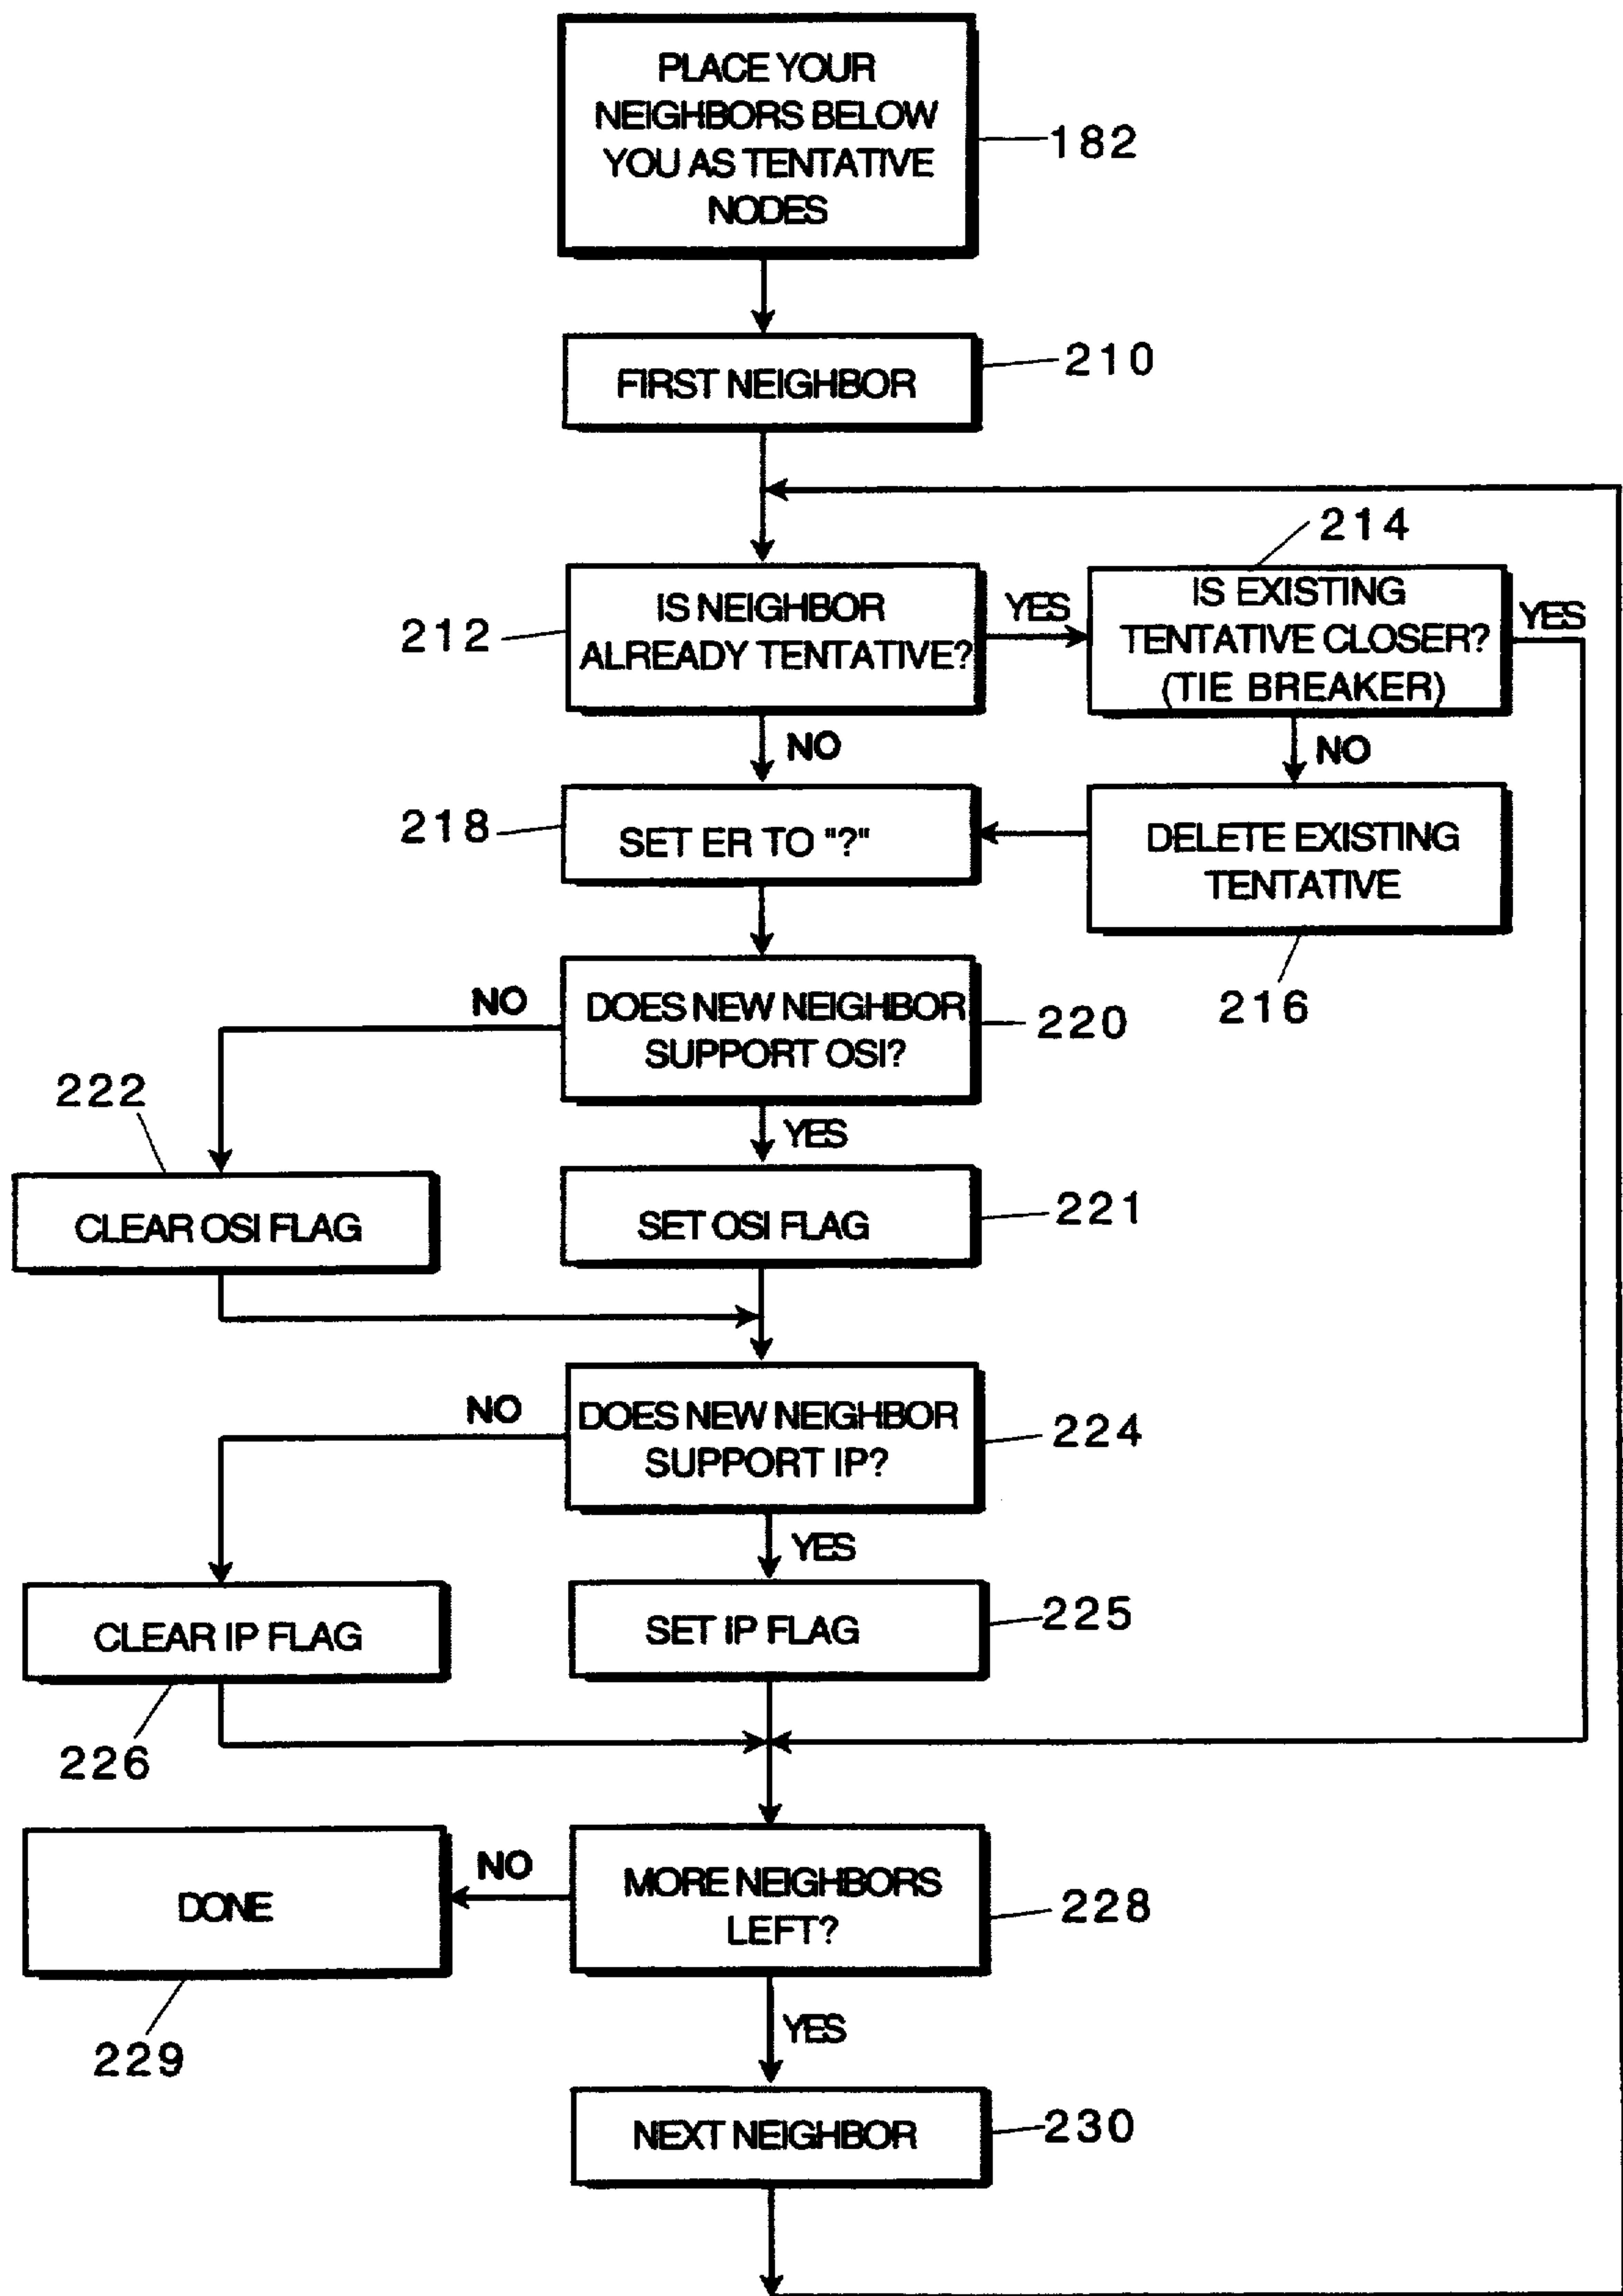 PLACE YOUR
NEIGHBORS BELOW
YOU AS TENTATIVE
NODES
182
FIRST NEIGHBOR
210
214
IS NEIGHBOR
ALREADY TENTATIVE?
212
YES
IS EXISTING
TENTATIVE CLOSER?
(TIE BREAKER)
YES
NO
NO
218
SET ER TO "?"
DELETE EXISTING
TENTATIVE
216
NO
DOES NEW NEIGHBOR
SUPPORT OSI?
220
222
YES
CLEAR OSI FLAG
SET OSI FLAG
221
NO
DOES NEW NEIGHBOR
SUPPORT IP?
224
YES
CLEAR IP FLAG
SET IP FLAG
225
226
DONE
NO
MORE NEIGHBORS
LEFT?
228
229
YES
NEXT NEIGHBOR
230